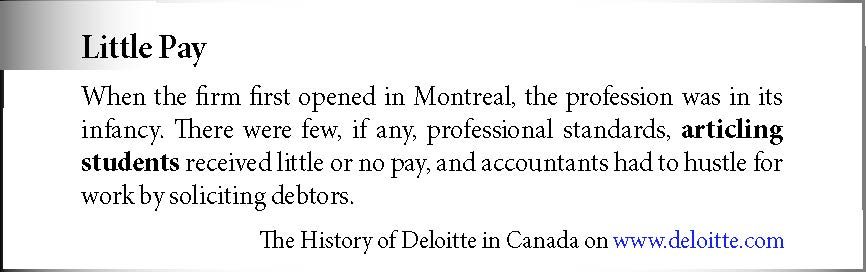 Little Pay
When the firm first opened in Montreal, the profession was in its
infancy. There were few, if any, professional standards, articling
students received little or no pay, and accountants had to hustle for
work by soliciting debtors.
The History of Deloitte in Canada on www.deloitte.com